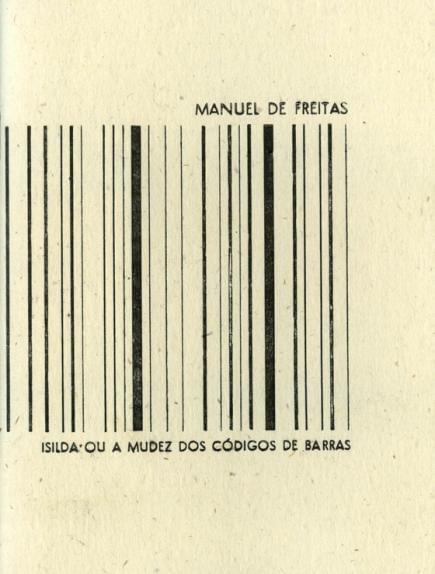 MANUEL DE FREITAS
ISILDA·OU A MUDEZ DOS CÓDIGOS DE BARRAS